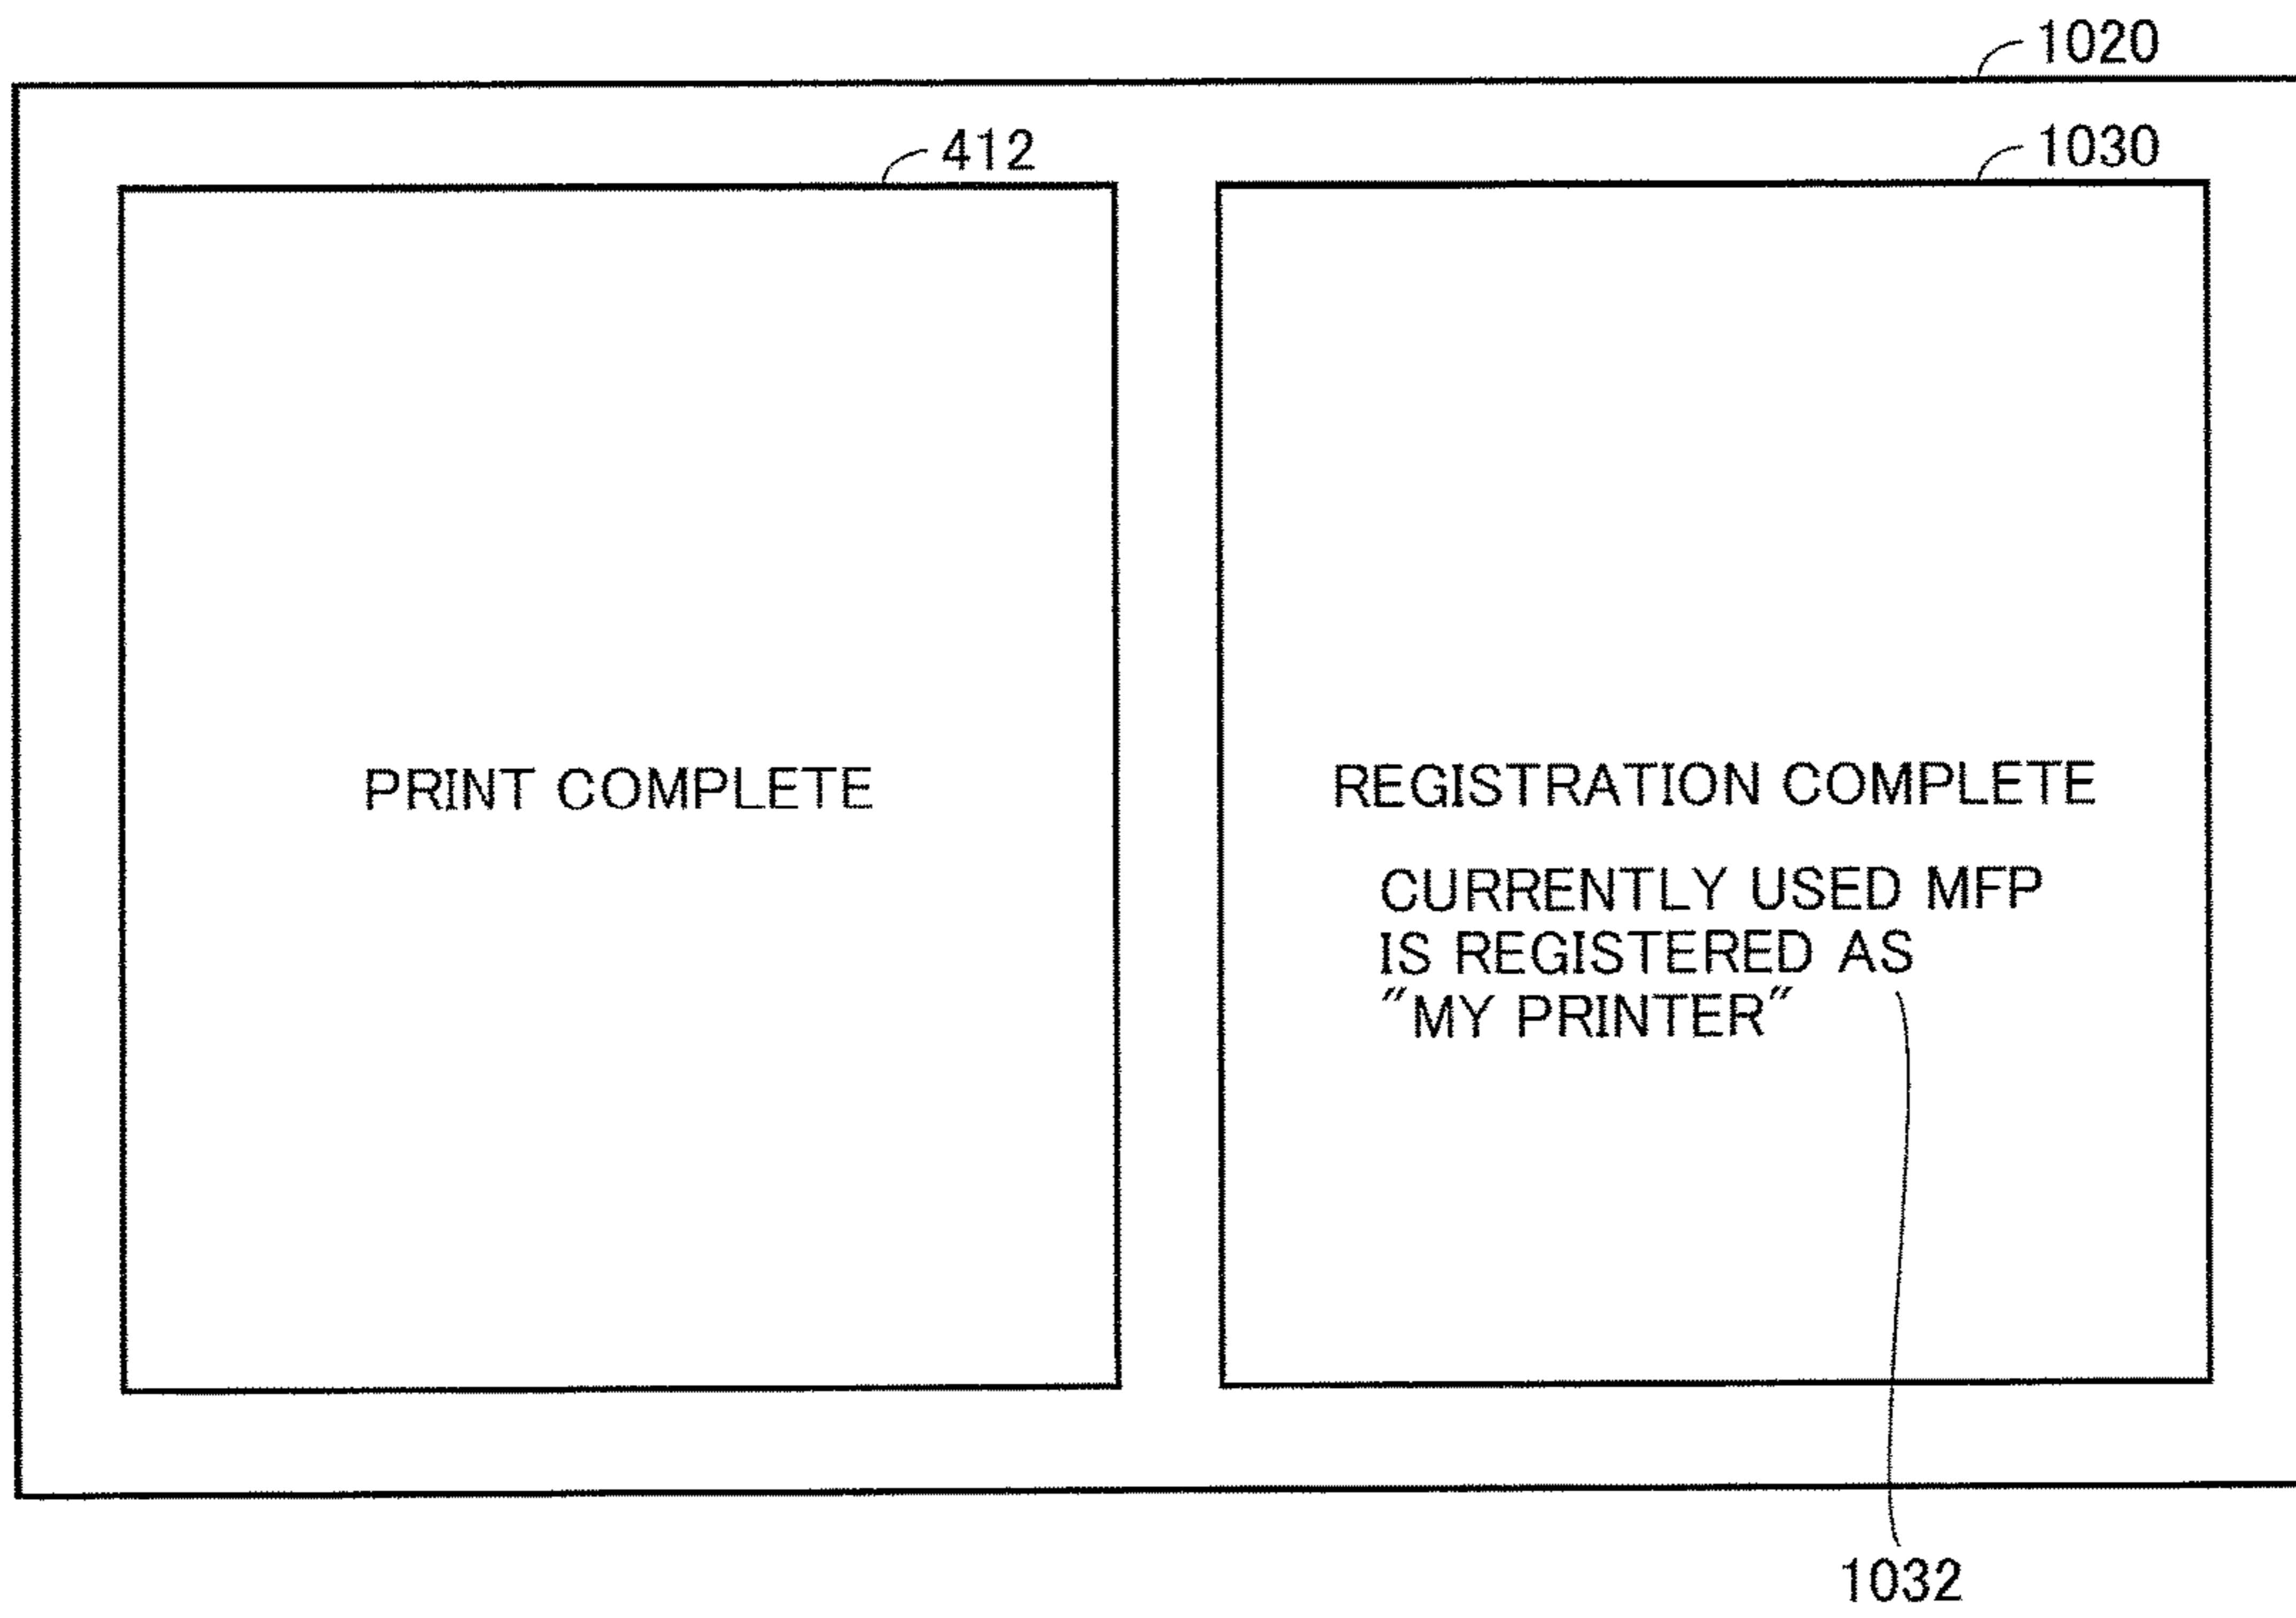 1020
412
1030
PRINT COMPLETE
REGISTRATION COMPLETE
CURRENTLY USED MFP
IS REGISTERED AS
"MY PRINTER"
1032